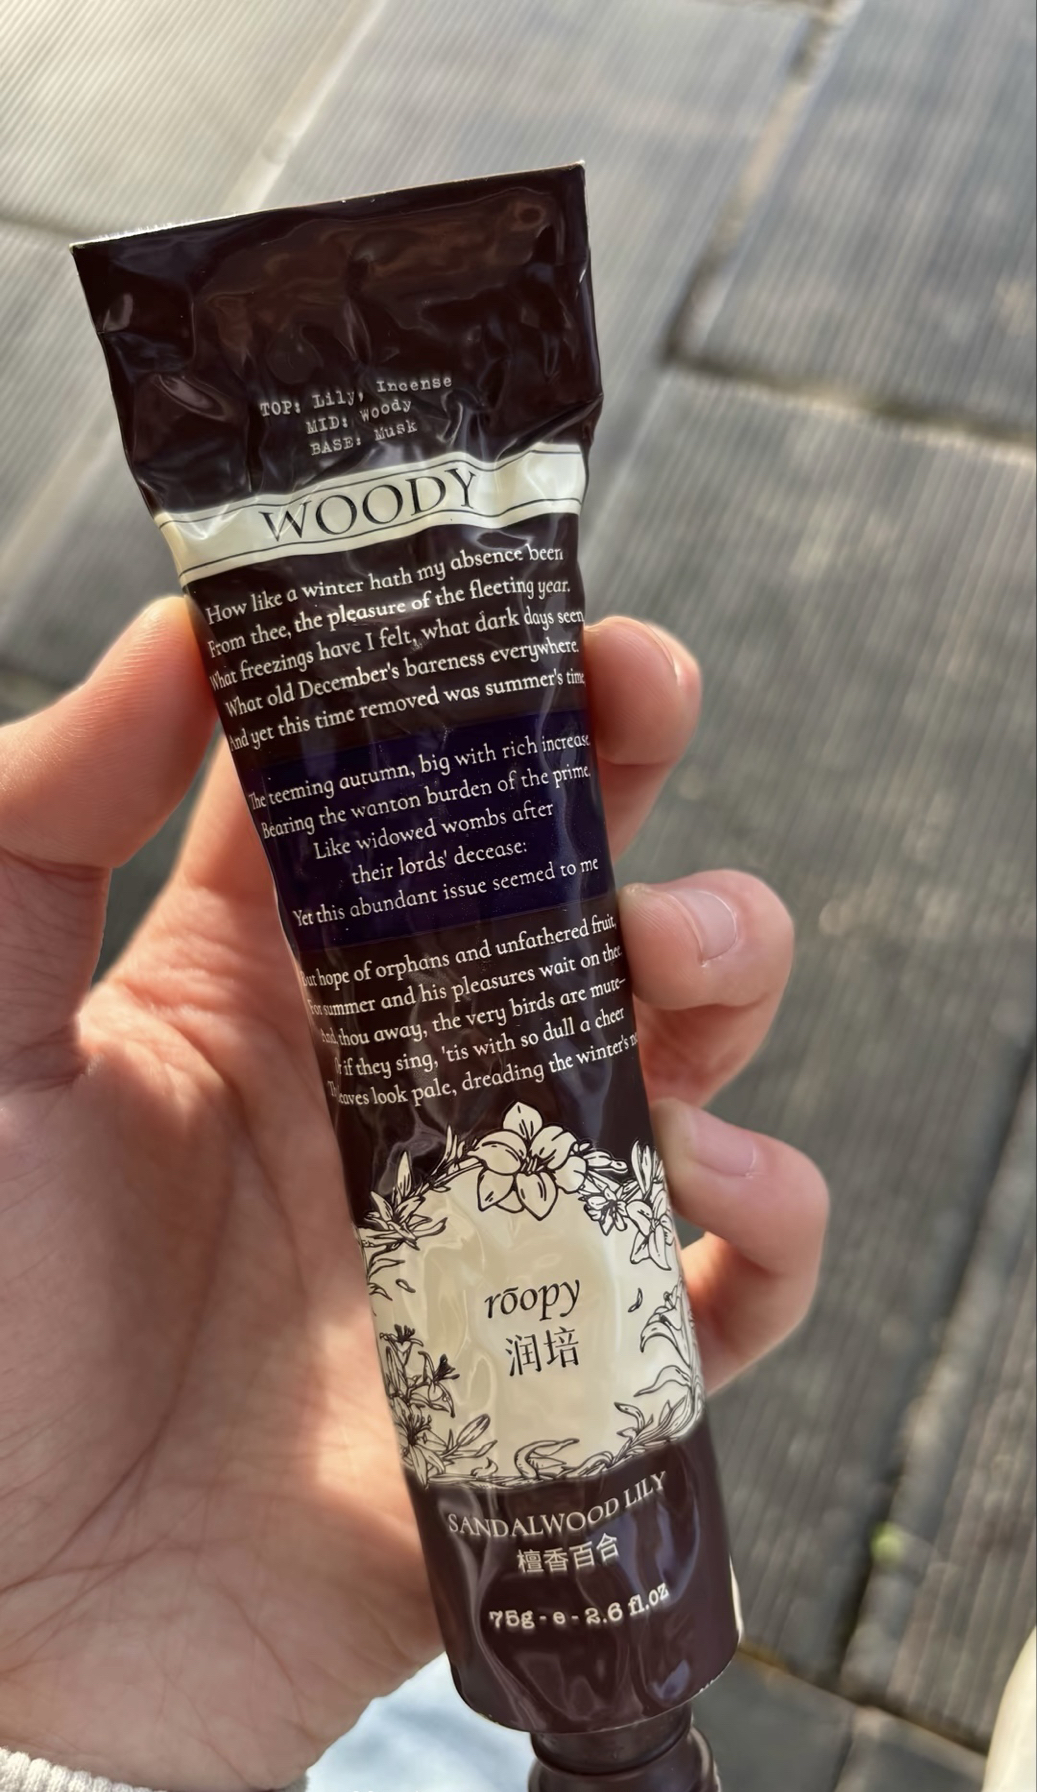 TOP: Lily, Incense
MID: Woody
BASE: Musk
WOODY
How like a winter hath my absence been
From thee, the pleasure of the fleeting year.
What freezings have I felt, what dark days seen
What old December's bareness everywhere.
And yet this time removed was summer's time
The teeming autumn, big with rich increase
Bearing the wanton burden of the prime,
Like widowed wombs after
their lords' decease:
Yet this abundant issue seemed to me
But hope of orphans and unfathered fruit,
For summer and his pleasures wait on thee
And thou away, the very birds are mute—
if they sing, 'tis with so dull a cheer
look pale, dreading the winter's
rōopy
润培
SANDALWOOD LILY
檀香百合
75g - e - 2.6 fl.oz